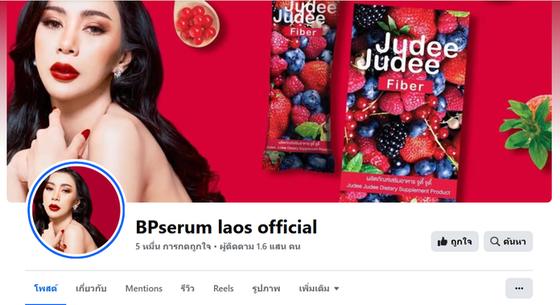 Judee
Judee
Fiber
Judee
Judee
Fiber
ผลิตภัณฑ์เสริมอาหาร จูดี้ จูดี้
Judee Judee Dietary Supplement Product
BPserum laos official
5 หมื่น การกดถูกใจ • ผู้ติดตาม 1.6 แสน คน
ถูกใจ
ค้นหา
โพสต์ เกี่ยวกับ Mentions รีวิว Reels รูปภาพ เพิ่มเติม